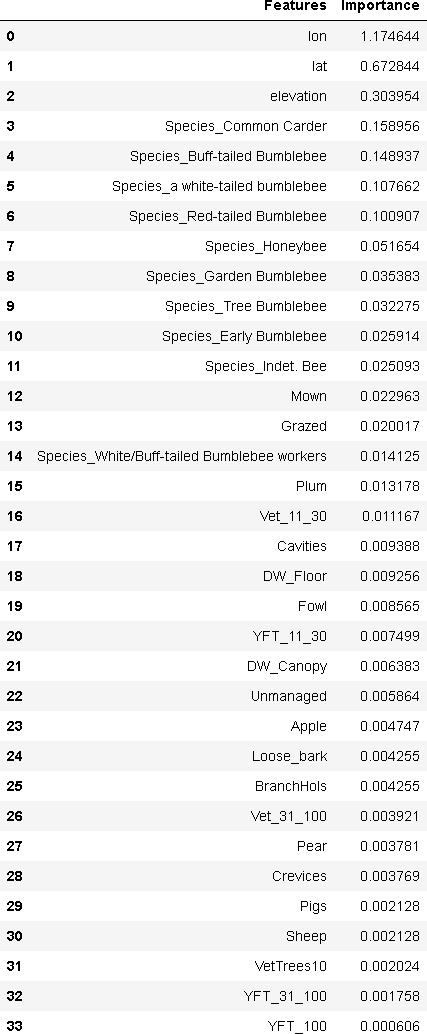 Features Importance
0 lon 1.174644
1 lat 0.672844
2 elevation 0.303954
3 Species_Common Carder 0.158956
4 Species_Buff-tailed Bumblebee 0.148937
5 Species_a white-tailed bumblebee 0.107662
6 Species_Red-tailed Bumblebee 0.100907
7 Species_Honeybee 0.051654
8 Species_Garden Bumblebee 0.035383
9 Species_Tree Bumblebee 0.032275
10 Species_Early Bumblebee 0.025914
11 Species_Indet. Bee 0.025093
12 Mown 0.022963
13 Grazed 0.020017
14 Species_White/Buff-tailed Bumblebee workers 0.014125
15 Plum 0.013178
16 Vet_11_30 0.011167
17 Cavities 0.009388
18 DW_Floor 0.009256
19 Fowl 0.008565
20 YFT_11_30 0.007499
21 DW_Canopy 0.006383
22 Unmanaged 0.005864
23 Apple 0.004747
24 Loose_bark 0.004255
25 BranchHols 0.004255
26 Vet_31_100 0.003921
27 Pear 0.003781
28 Crevices 0.003769
29 Pigs 0.002128
30 Sheep 0.002128
31 VetTrees10 0.002024
32 YFT_31_100 0.001758
33 YFT_100 0.000606